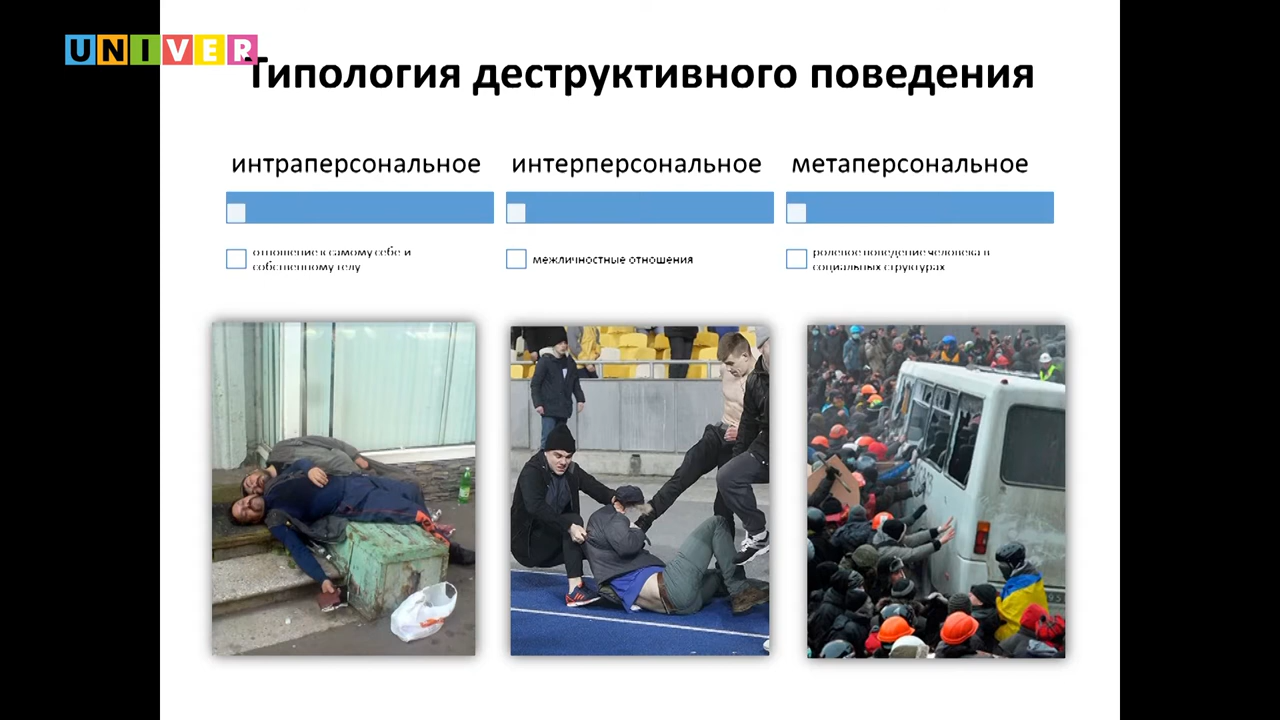 UNIVER
Типология деструктивного поведения
интраперсональное
интерперсональное
метаперсональное
отношение к самому себе и
собственному телу
межличностные отношения
ролевое поведение человека в
социальных структурах